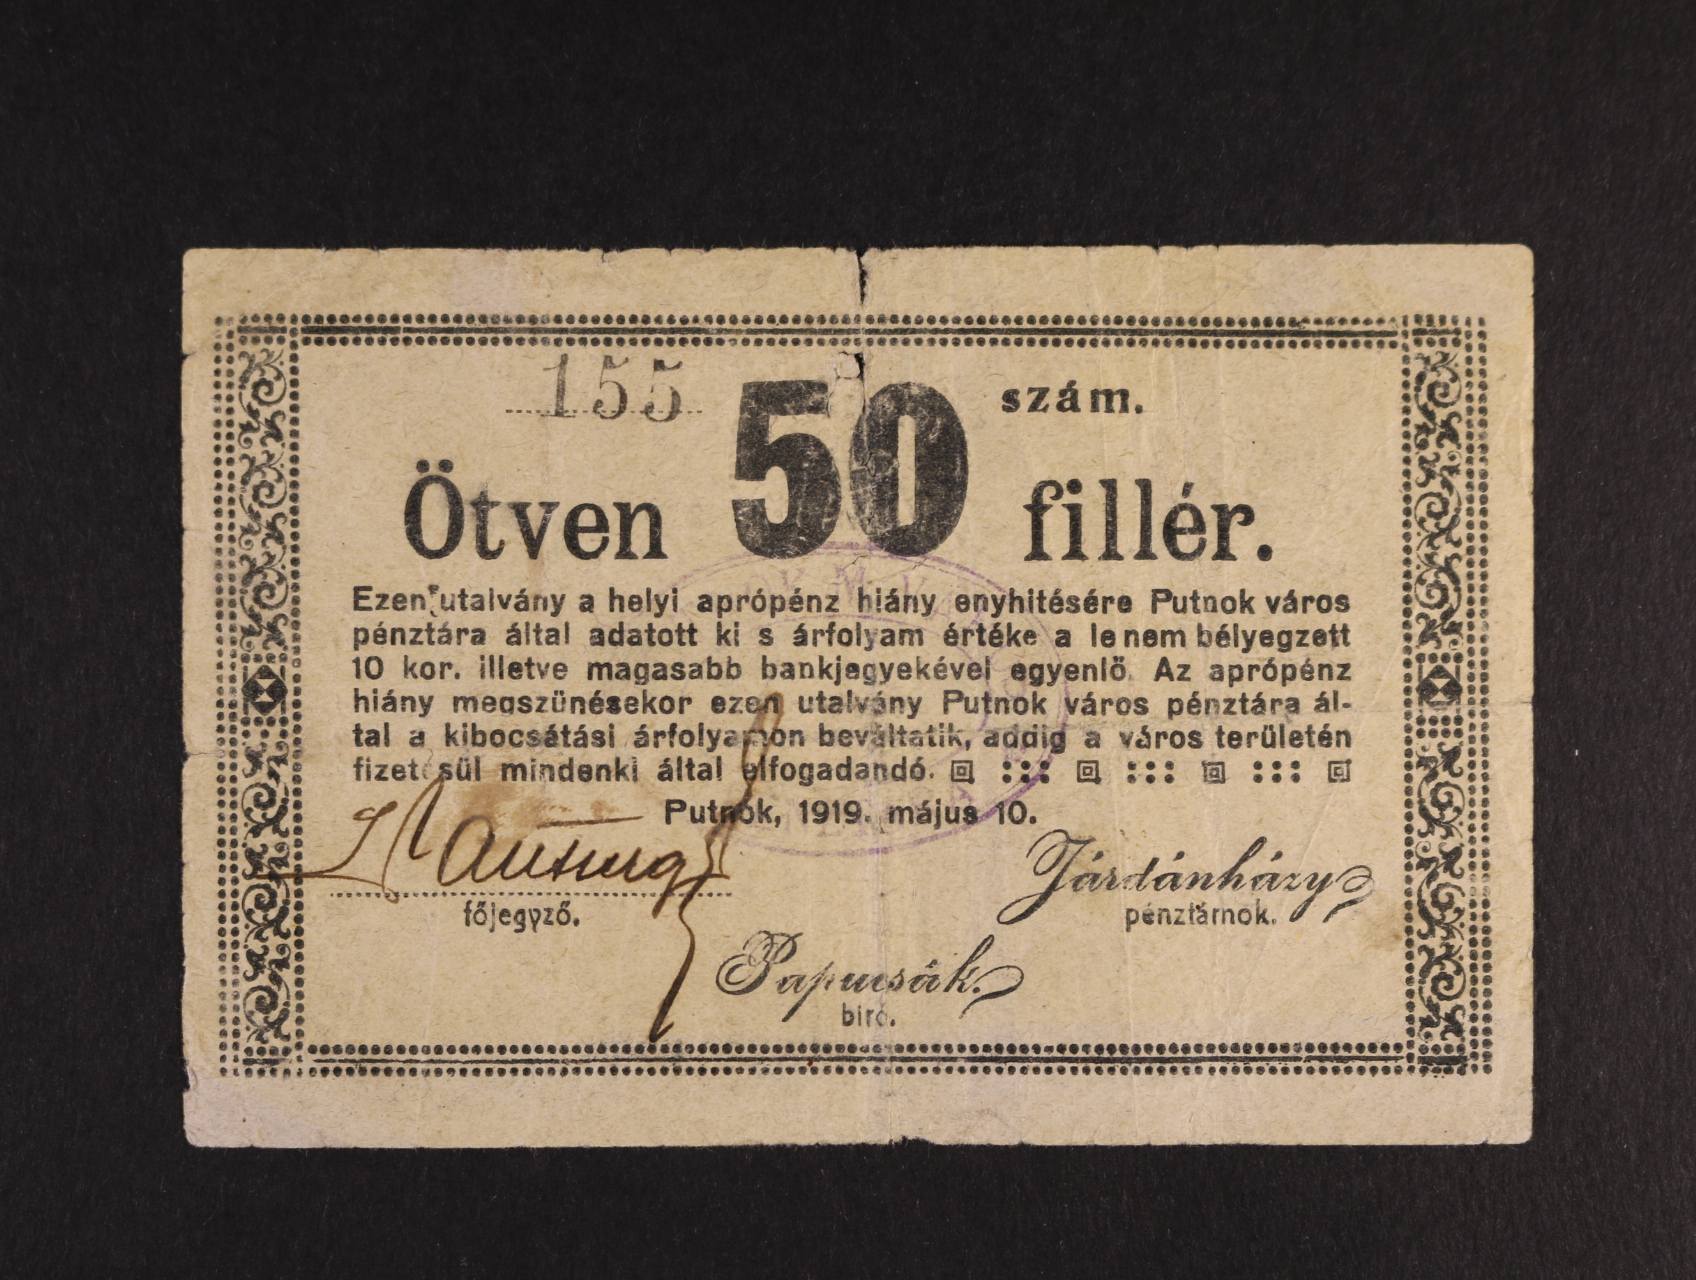 155 50 szám.
Ötven fillér.
Ezen utalvány a helyi aprópénz hiány enyhitésére Putnok város
pénztára által adatott ki s árfolyam értéke a le nem bélyegzett
10 kor. illetve magasabb bankjegyekével egyenlő. Az aprópénz
hiány megszünésekor ezen utalvány Putnok város pénztára ál-
tal a kibocsátási árfolyamon beváltatik, addig a város területén
fizetésül mindenki által elfogadandó.
Putnok, 1919. május 10.
főjegyző.
Járdánházy
pénztárnok.
Papucsák.
biró.